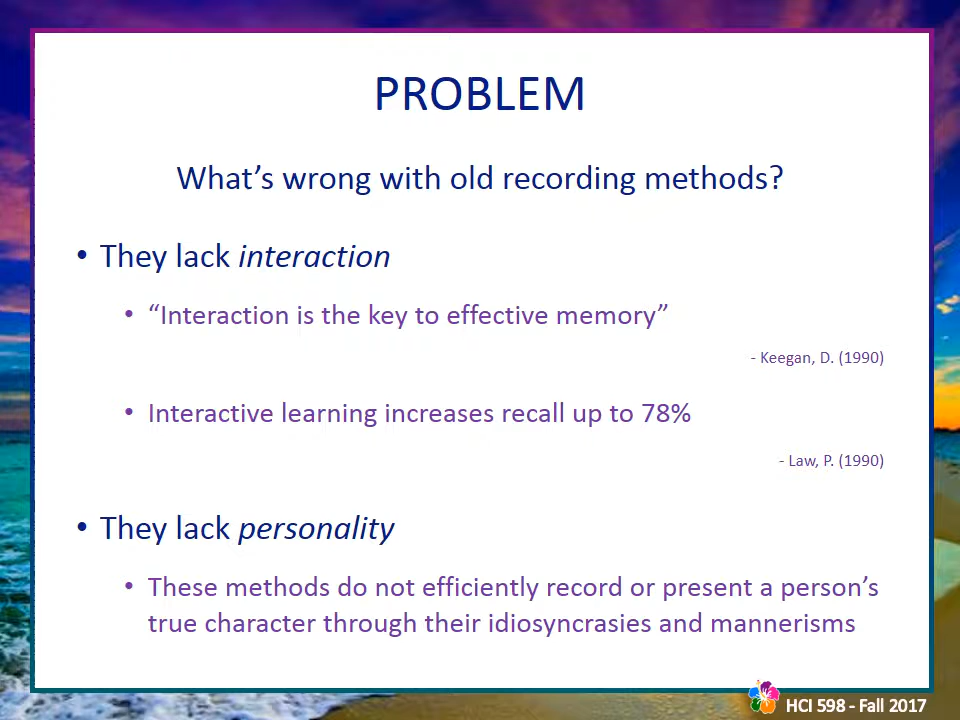 PROBLEM
What’s wrong with old recording methods?
• They lack interaction
• “Interaction is the key to effective memory”
- Keegan, D. (1990)
• Interactive learning increases recall up to 78%
- Law, P. (1990)
• They lack personality
• These methods do not efficiently record or present a person’s
true character through their idiosyncrasies and mannerisms
HCI 598 - Fall 2017